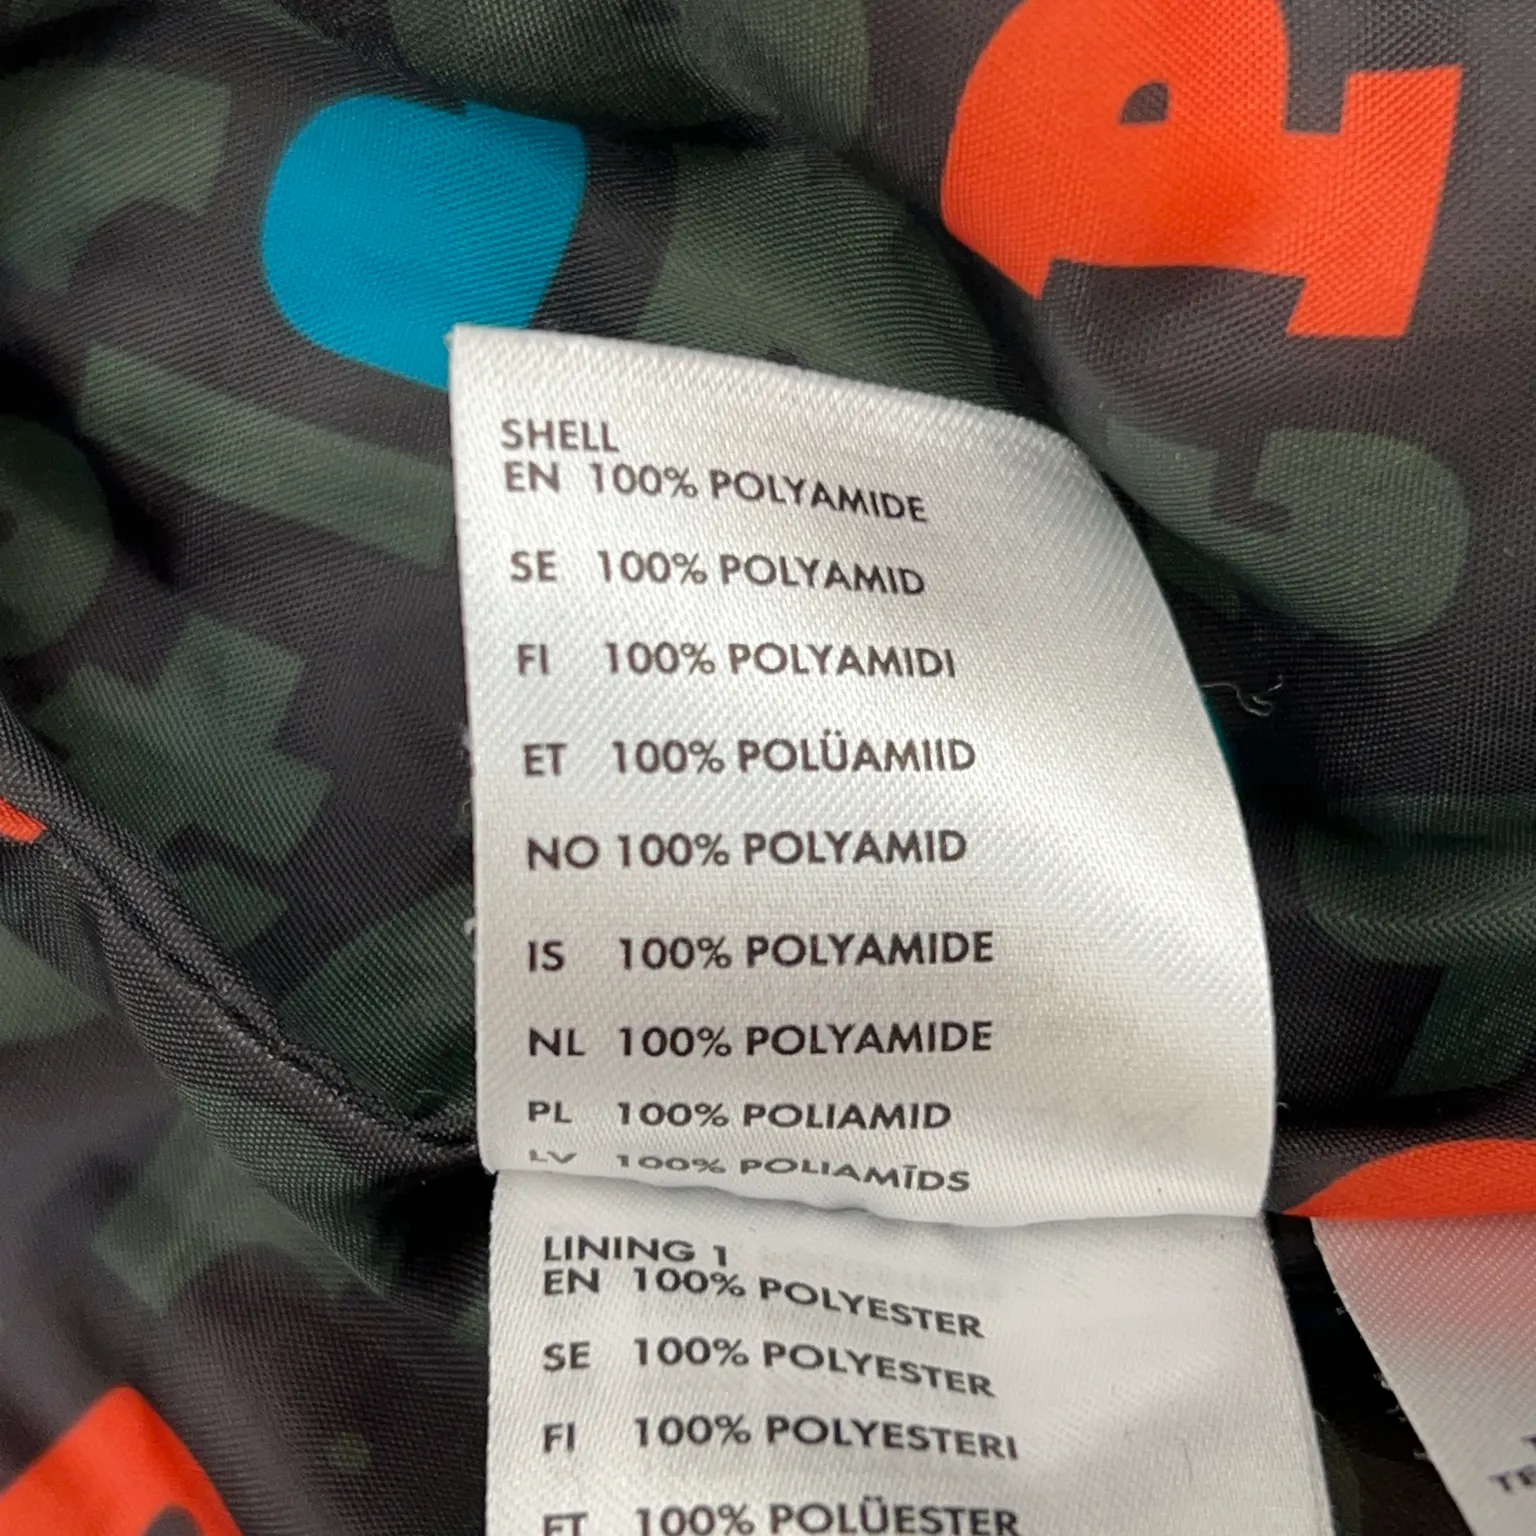 SHELL
EN 100% POLYAMIDE
SE 100% POLYAMID
FI 100% POLYAMIDI
ET 100% POLÜAMIID
NO 100% POLYAMID
IS 100% POLYAMIDE
NL 100% POLYAMIDE
PL 100% POLIAMID
LV 100% POLIAMĪDS
LINING 1
EN 100% POLYESTER
SE 100% POLYESTER
FI 100% POLYESTERI
ET 100% POLÜESTER